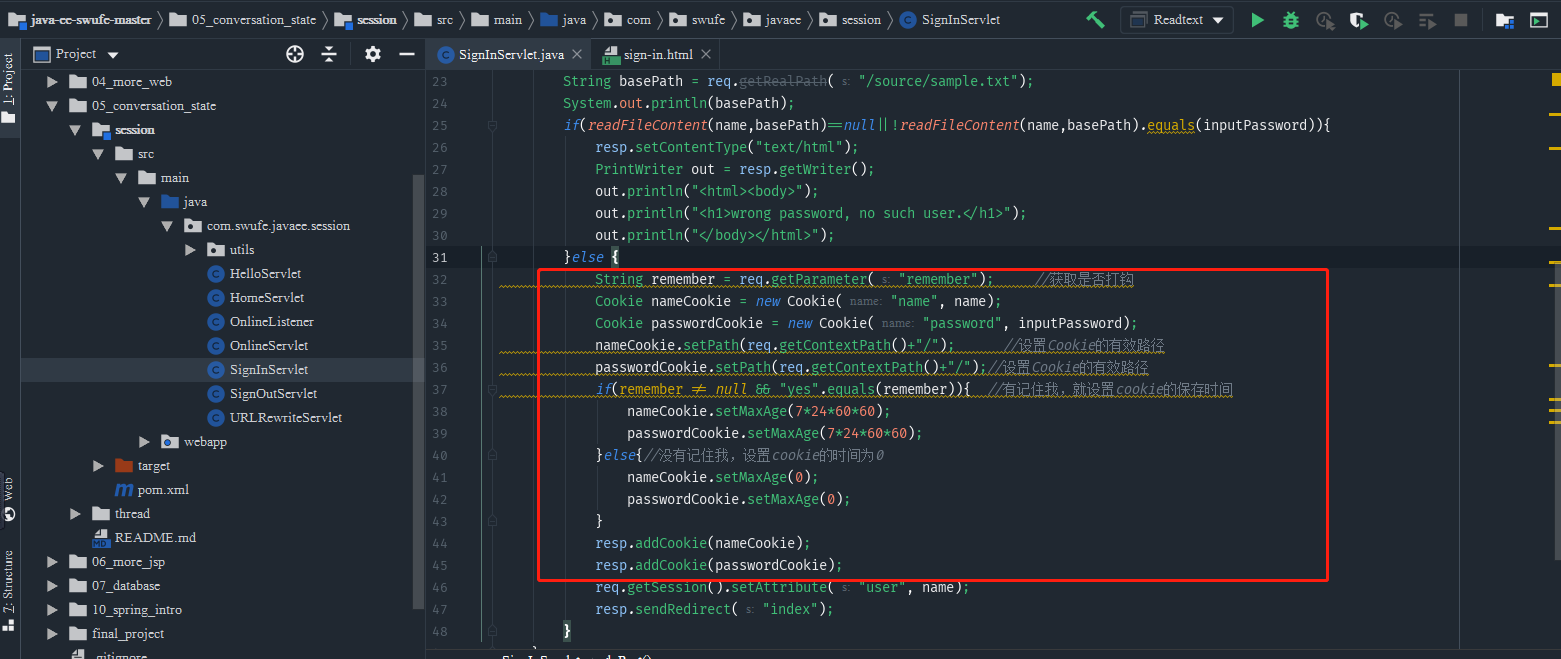 java-ee-swufe-master 05_conversation_state session src main java com swufe javaee session SignInServlet Readtext
Project SignInServlet.java sign-in.html
1: Project
04_more_web
05_conversation_state
session
src
main
java
com.swufe.javaee.session
utils
HelloServlet
HomeServlet
OnlineListener
OnlineServlet
SignInServlet
SignOutServlet
URLRewriteServlet
webapp
target
pom.xml
thread
README.md
06_more_jsp
07_database
10_spring_intro
final_project
.gitignore
Web
7: Structure
23 String basePath = req.getRealPath( s: "/source/sample.txt");
24 System.out.println(basePath);
25 if(readFileContent(name,basePath)==null||!readFileContent(name,basePath).equals(inputPassword)){
26 resp.setContentType("text/html");
27 PrintWriter out = resp.getWriter();
28 out.println("<html><body>");
29 out.println("<h1>wrong password, no such user.</h1>");
30 out.println("</body></html>");
31 }else {
32 String remember = req.getParameter( s: "remember"); //获取是否打钩
33 Cookie nameCookie = new Cookie( name: "name", name);
34 Cookie passwordCookie = new Cookie( name: "password", inputPassword);
35 nameCookie.setPath(req.getContextPath()+"/"); //设置Cookie的有效路径
36 passwordCookie.setPath(req.getContextPath()+"/");//设置Cookie的有效路径
37 if(remember != null && "yes".equals(remember)){ //有记住我，就设置cookie的保存时间
38 nameCookie.setMaxAge(7*24*60*60);
39 passwordCookie.setMaxAge(7*24*60*60);
40 }else{//没有记住我，设置cookie的时间为0
41 nameCookie.setMaxAge(0);
42 passwordCookie.setMaxAge(0);
43 }
44 resp.addCookie(nameCookie);
45 resp.addCookie(passwordCookie);
46 req.getSession().setAttribute( s: "user", name);
47 resp.sendRedirect( s: "index");
48 }